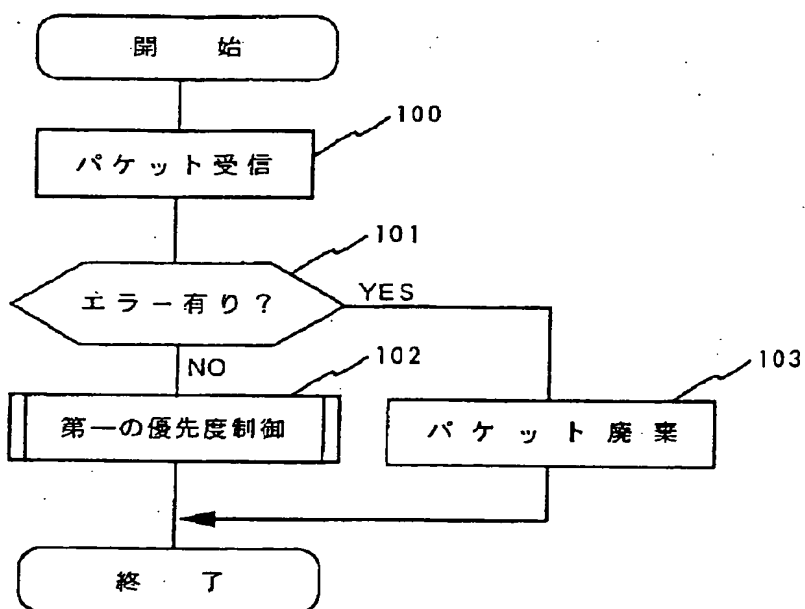 開始
100
パケット受信
101
エラー有り？
YES
NO
102
103
第一の優先度制御
パケット廃棄
終了